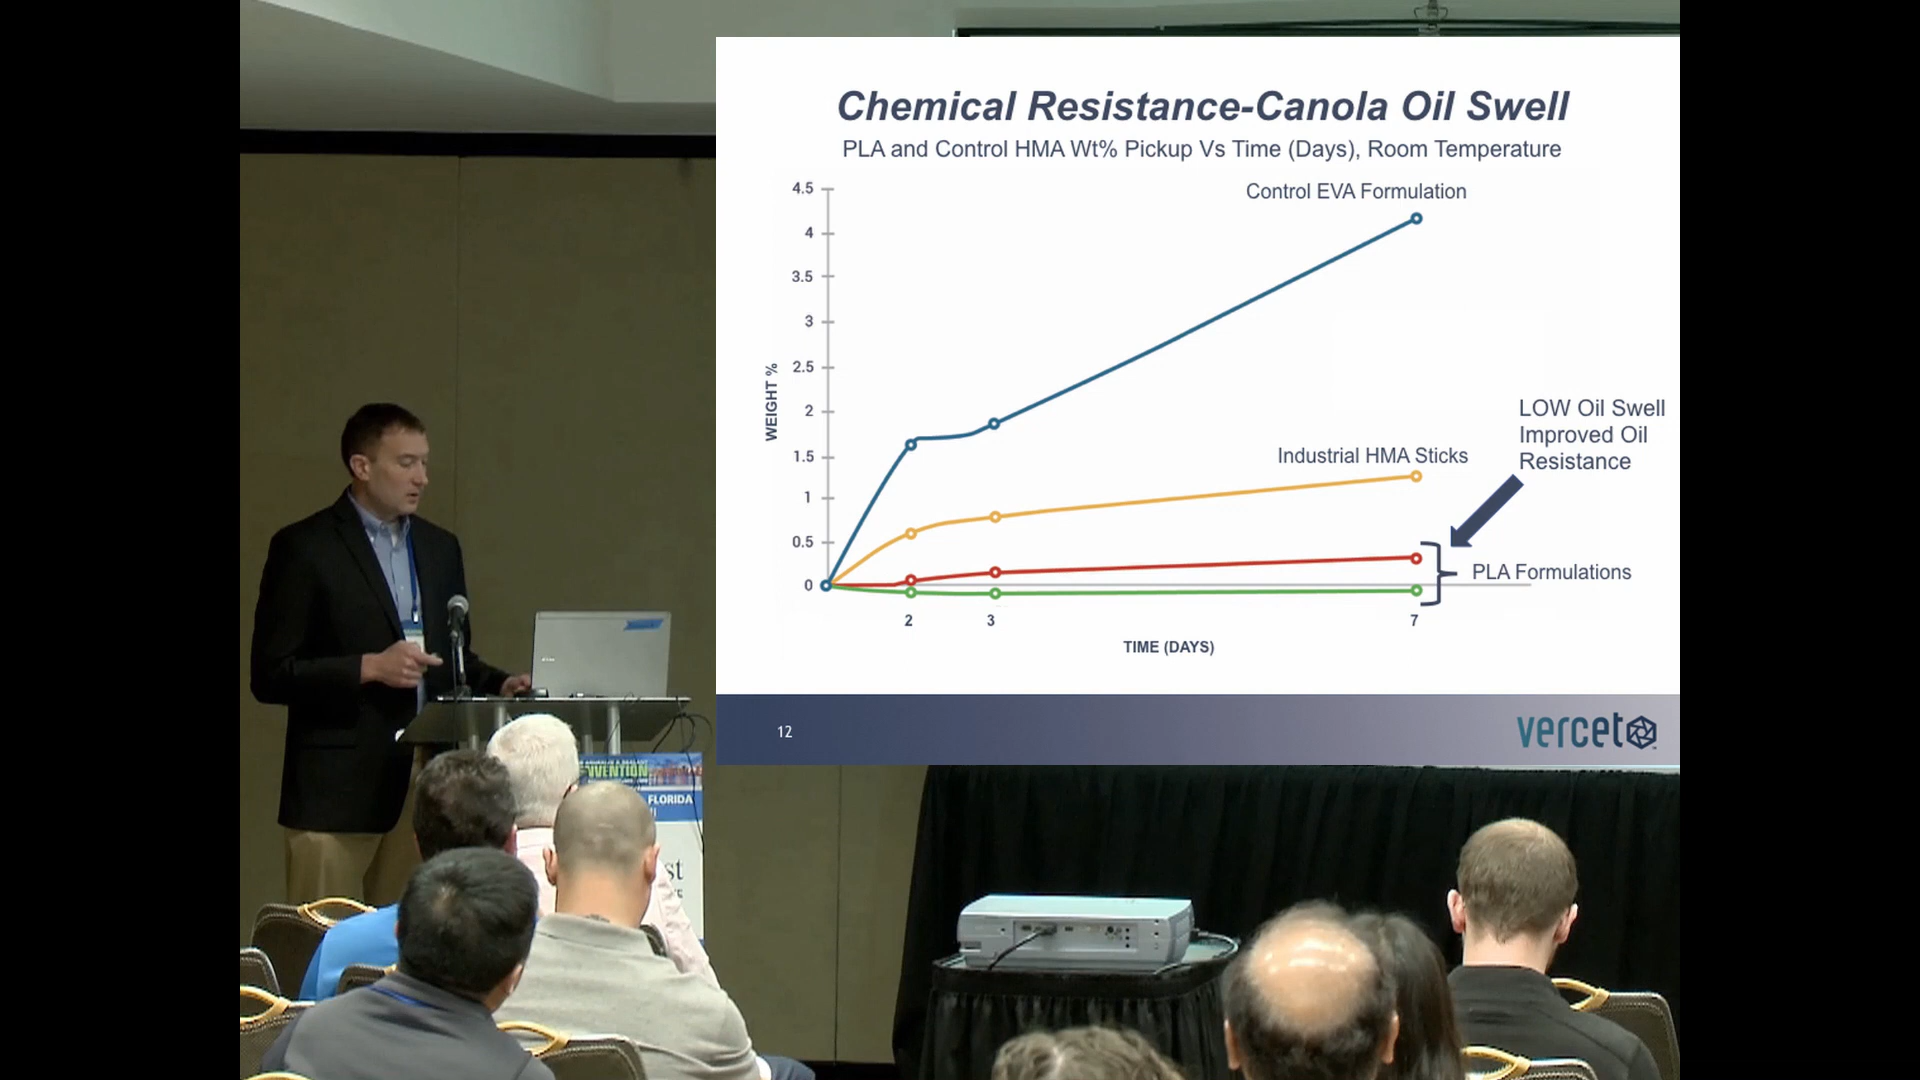 Chemical Resistance-Canola Oil Swell
PLA and Control HMA Wt% Pickup Vs Time (Days), Room Temperature
4.5
4
3.5
3
2.5
2
1.5
1
0.5
0
WEIGHT %
Control EVA Formulation
Industrial HMA Sticks
LOW Oil Swell
Improved Oil
Resistance
PLA Formulations
2
3
7
TIME (DAYS)
12
vercet
FLORIDA